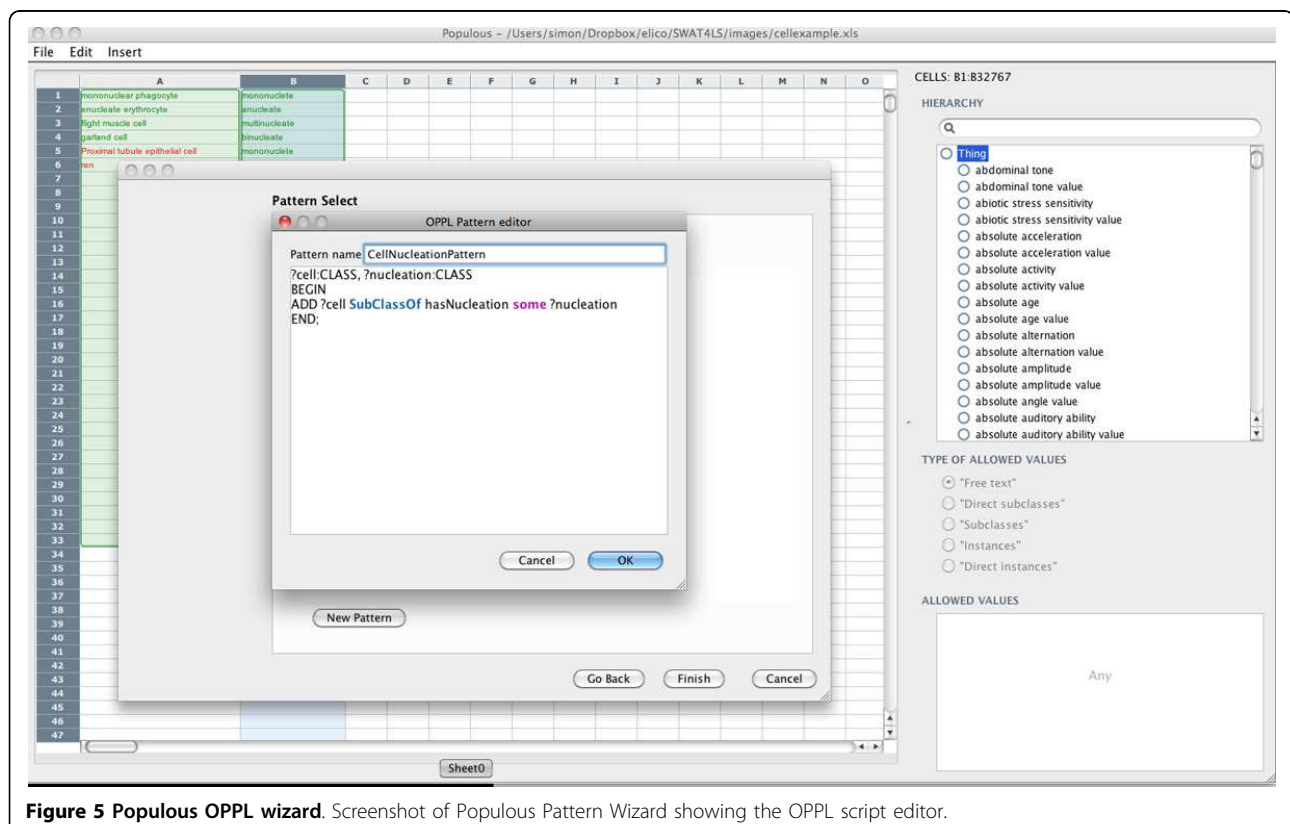 Populous – /Users/simon/Dropbox/elico/SWAT4LS/images/cellexample.xls
File Edit Insert
A B C D E F G H I J K L M N O
1 mononuclear phagocyte mononuclete
2 enucleate erythrocyte anucleate
3 flight muscle cell multinucleate
4 garland cell binucleate
5 Proximal tubule epithelial cell mononuclete
6 ren
7
8
9
10
11
12
13
14
15
16
17
18
19
20
21
22
23
24
25
26
27
28
29
30
31
32
33
34
35
36
37
38
39
40
41
42
43
44
45
46
47
Pattern Select
OPPL Pattern editor
Pattern name CellNucleationPattern
?cell:CLASS, ?nucleation:CLASS
BEGIN
ADD ?cell SubClassOf hasNucleation some ?nucleation
END;
Cancel OK
New Pattern
Go Back Finish Cancel
Sheet0
CELLS: B1:B32767
HIERARCHY
Thing
abdominal tone
abdominal tone value
abiotic stress sensitivity
abiotic stress sensitivity value
absolute acceleration
absolute acceleration value
absolute activity
absolute activity value
absolute age
absolute age value
absolute alternation
absolute alternation value
absolute amplitude
absolute amplitude value
absolute angle value
absolute auditory ability
absolute auditory ability value
TYPE OF ALLOWED VALUES
"Free text"
"Direct subclasses"
"Subclasses"
"Instances"
"Direct instances"
ALLOWED VALUES
Any
Figure 5 Populous OPPL wizard. Screenshot of Populous Pattern Wizard showing the OPPL script editor.